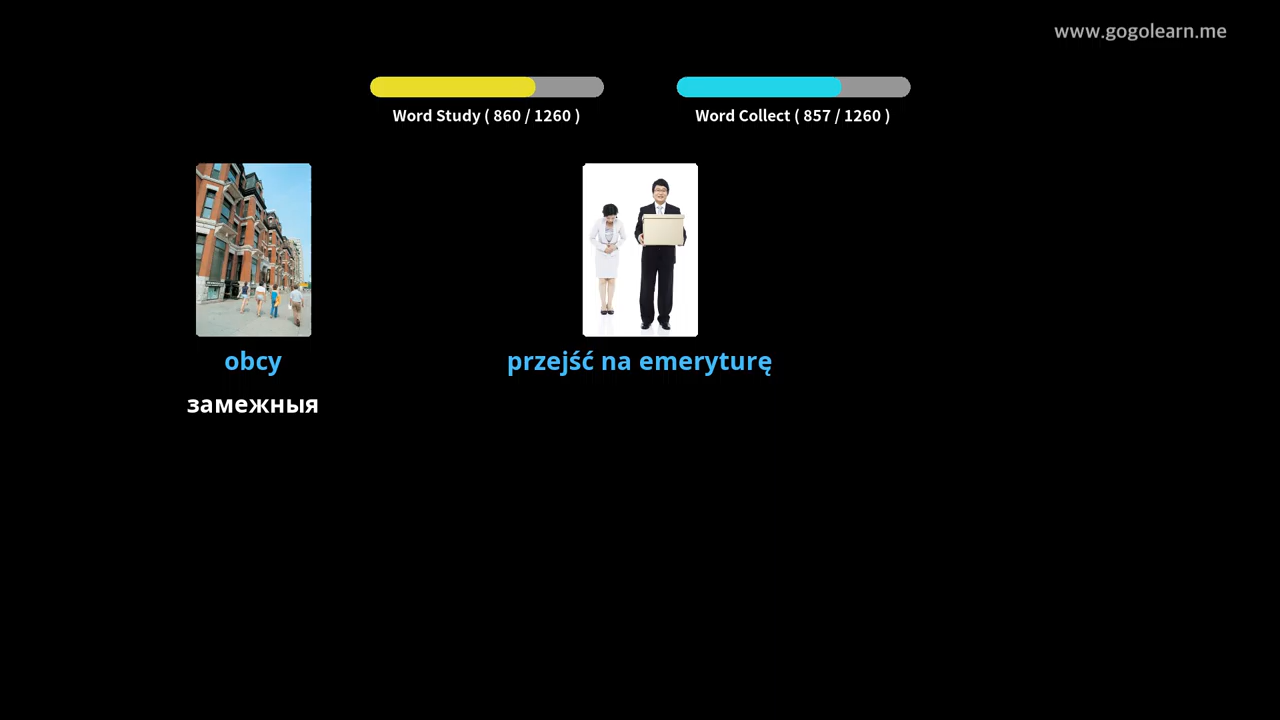 www.gogolearn.me
Word Study ( 860 / 1260 )
Word Collect ( 857 / 1260 )
obcy
przejść na emeryturę
замежныя